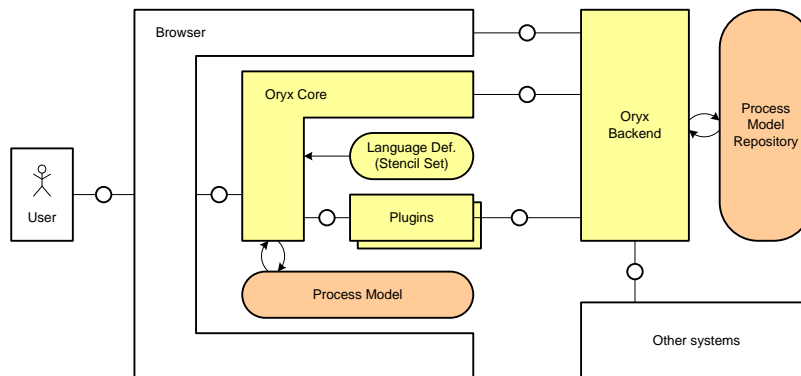 Browser
Oryx Core
Language Def.
(Stencil Set)
Plugins
Process Model
User
Oryx
Backend
Process
Model
Repository
Other systems